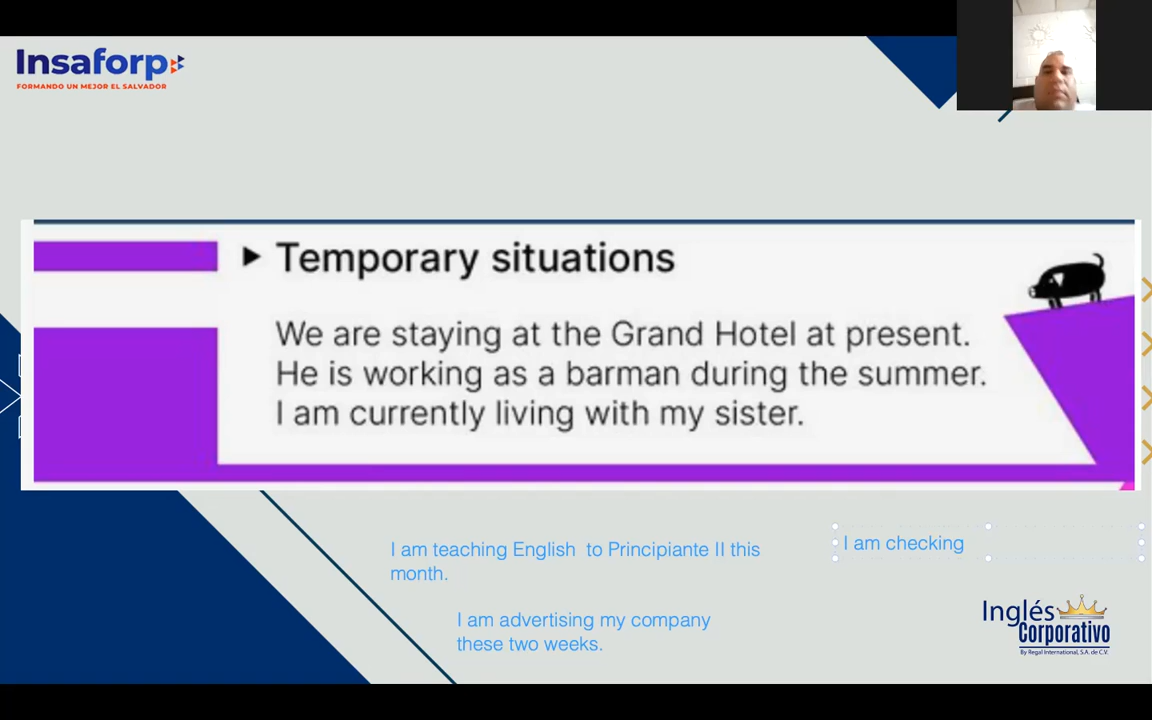 Insaforp
FORMANDO UN MEJOR EL SALVADOR
Temporary situations
We are staying at the Grand Hotel at present.
He is working as a barman during the summer.
I am currently living with my sister.
I am teaching English  to Principiante II this
month.
I am checking
I am advertising my company
these two weeks.
Inglés
Corporativo
By Regal International, S.A. de C.V.